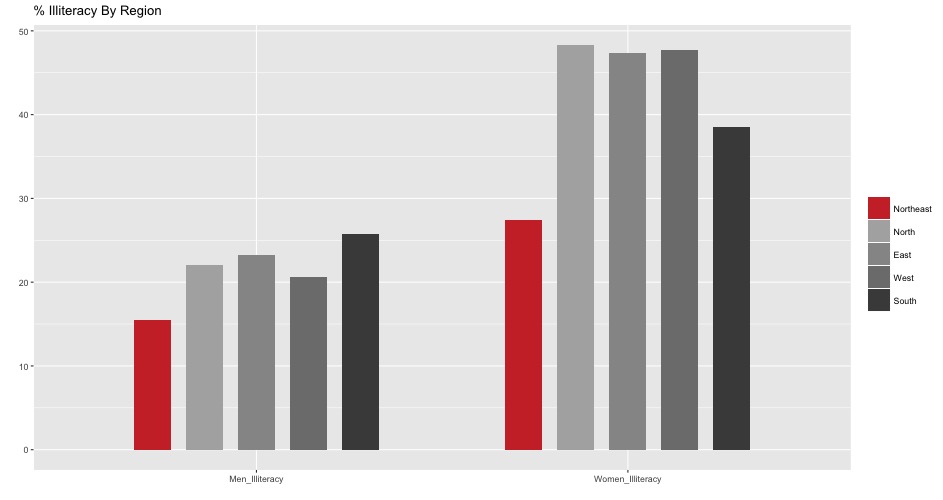 % Illiteracy By Region
50
40
30
20
10
0
Men_Illiteracy
Women_Illiteracy
Northeast
North
East
West
South